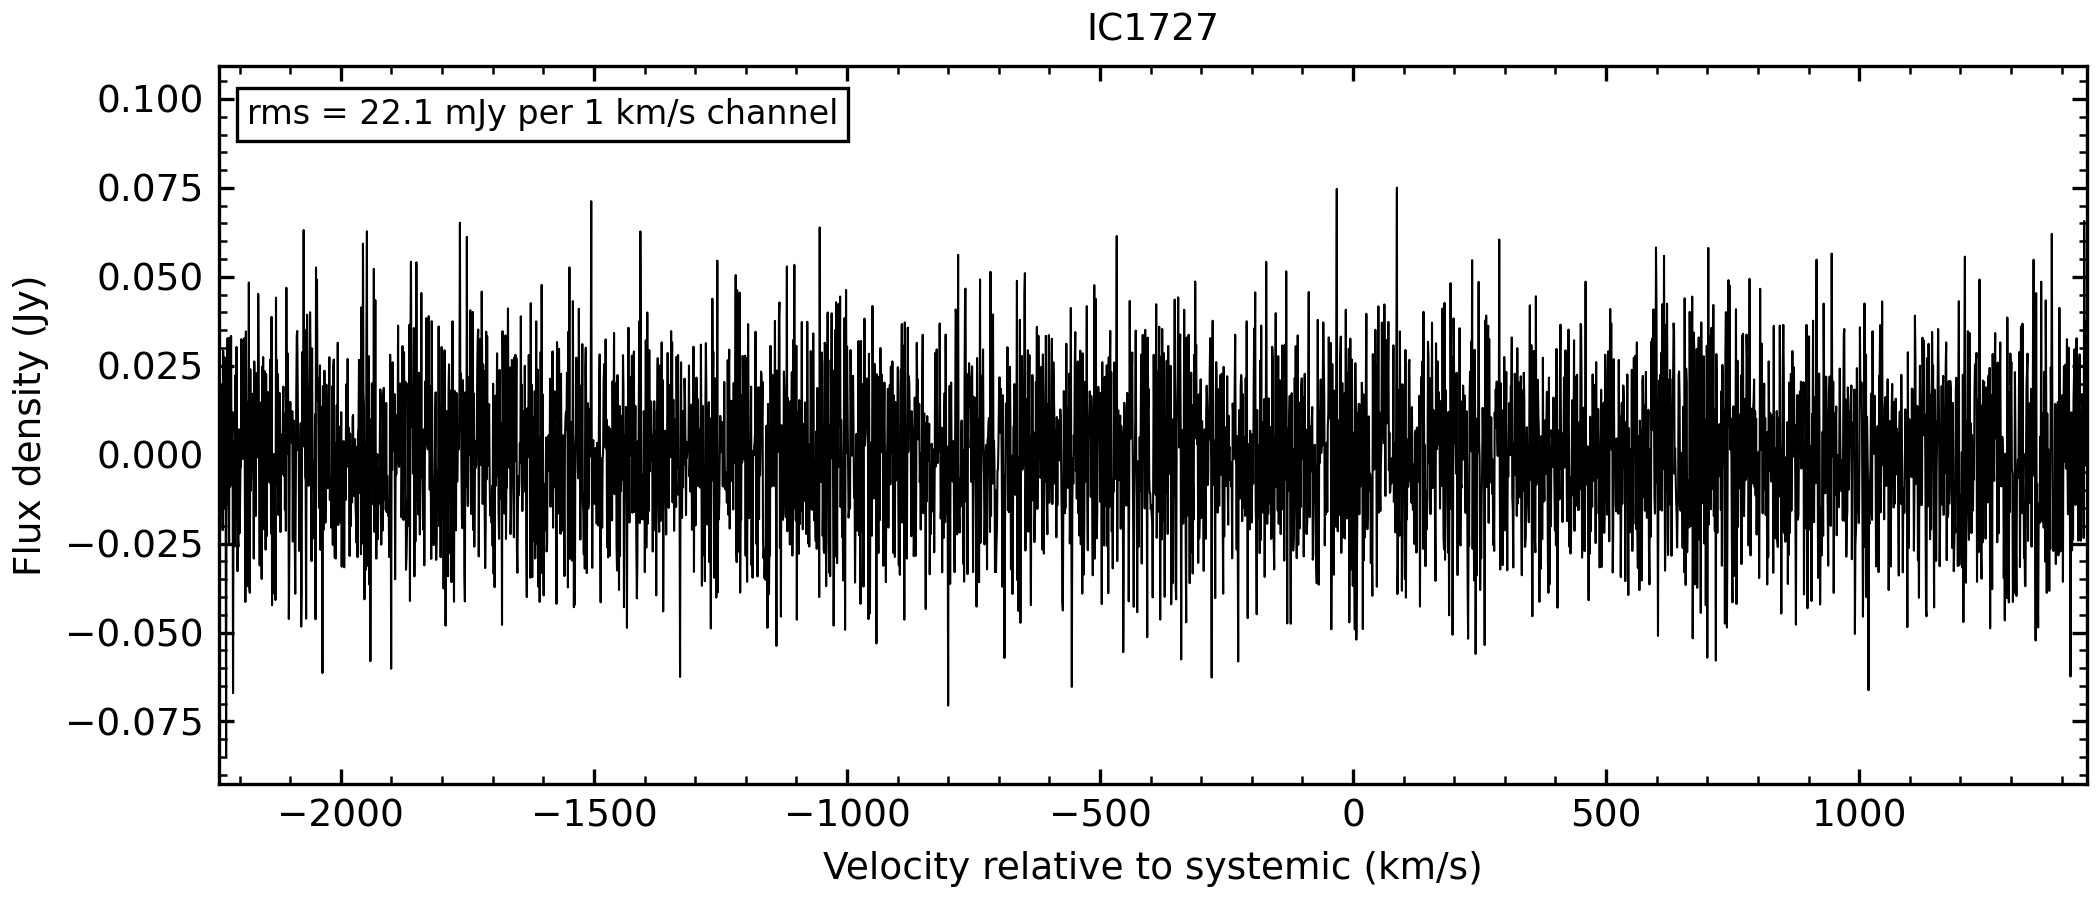 IC1727
rms = 22.1 mJy per 1 km/s channel
0.100
0.075
0.050
0.025
0.000
−0.025
−0.050
−0.075
Flux density (Jy)
−2000 −1500 −1000 −500 0 500 1000
Velocity relative to systemic (km/s)